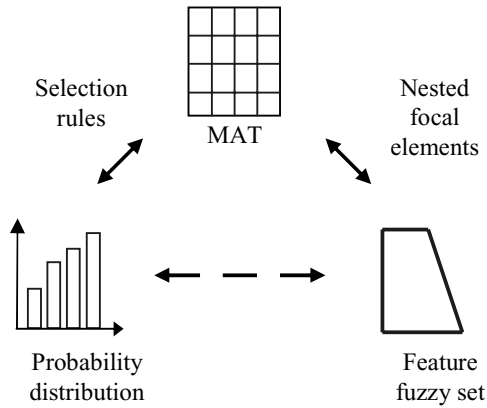 Selection
rules
MAT
Nested
focal
elements
Probability
distribution
Feature
fuzzy set